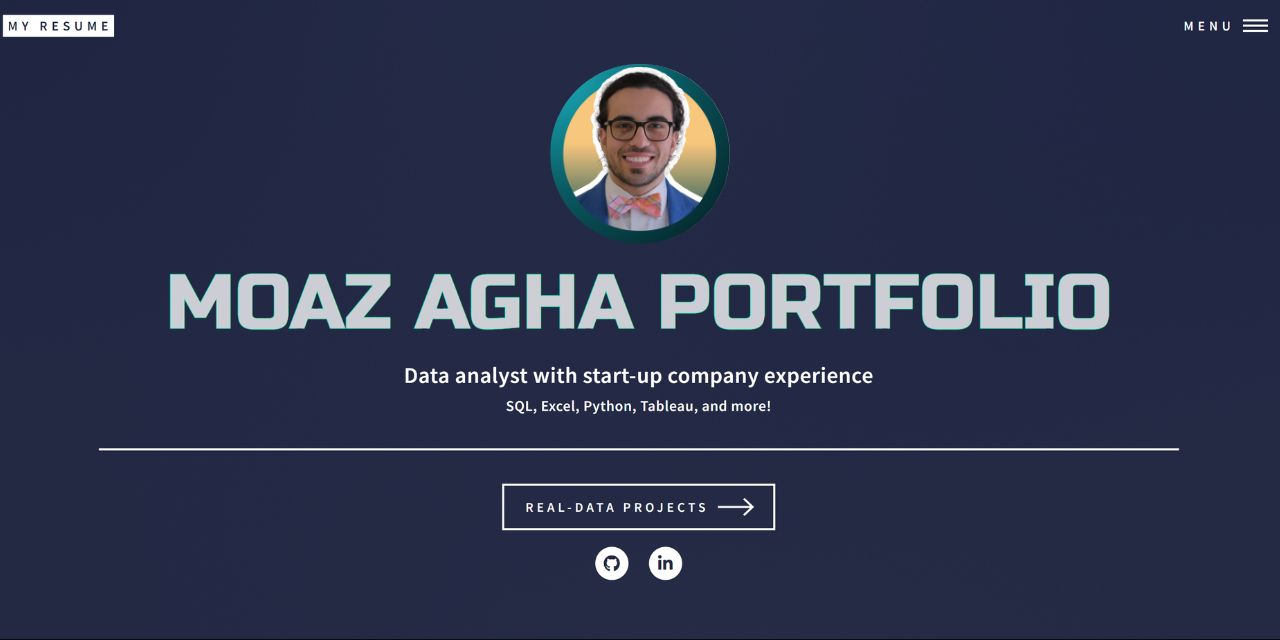 MY RESUME
MENU
MOAZ AGHA PORTFOLIO
Data analyst with start-up company experience
SQL, Excel, Python, Tableau, and more!
REAL-DATA PROJECTS
in